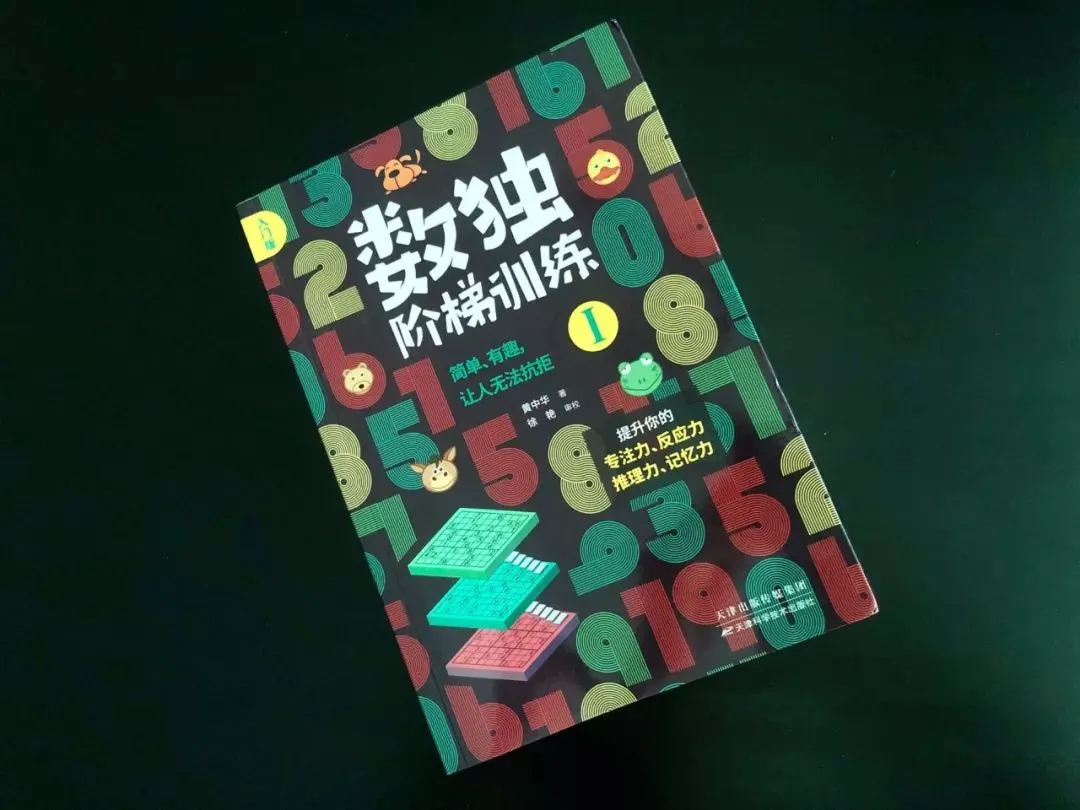 入门版
数独
阶梯训练
I
简单、有趣,
让人无法抗拒
黄中华 著
徐艳 审校
提升你的
专注力、反应力
推理力、记忆力
天津出版传媒集团
天津科学技术出版社